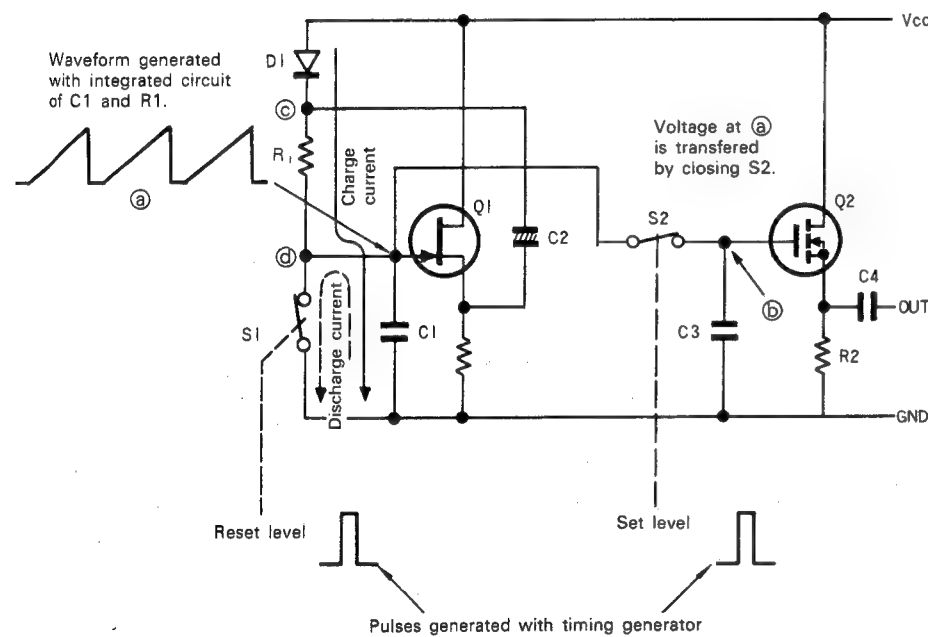 Vcc
D1
Waveform generated
with integrated circuit
of C1 and R1.
ⓒ
Voltage at ⓐ
is transfered
by closing S2.
R1
Charge
current
ⓐ
Q1
S2
Q2
C2
ⓓ
C4
ⓑ
OUT
S1
Discharge current
C1
C3
R2
GND
Reset level
Set level
Pulses generated with timing generator